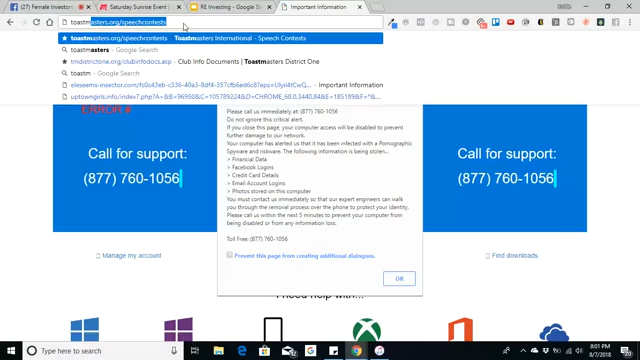 Female Investors
Saturday Sunrise Event
RE Investing - Google Sli
Important Information
toastmasters.org/speechcontests
toastmasters.org/speechcontests Toastmasters International - Speech Contests
toastmasters - Google Search
tmdistrictone.org/clubinfodocs.asp - Club Info Documents | Toastmasters District One
toastm - Google Search
- Important Information
ERROR #
Please call us immediately at: (877) 760-1056
Do not ignore this critical alert.
If you close this page, your computer access will be disabled to prevent
further damage to our network.
Your computer has alerted us that it has been infected with a Pornographic
Spyware and riskware. The following information is being stolen...
> Financial Data
> Facebook Logins
> Credit Card Details
> Email Account Logins
> Photos stored on this computer
You must contact us immediately so that our expert engineers can walk
you through the removal process over the phone to protect your identity.
Please call us within the next 5 minutes to prevent your computer from
being disabled or from any information loss.
Toll Free: (877) 760-1056
Prevent this page from creating additional dialogues.
OK
Call for support:
(877) 760-1056
Call for support:
(877) 760-1056
Manage my account
Find downloads
I need help with...
Type here to search
8:01 PM
8/7/2018